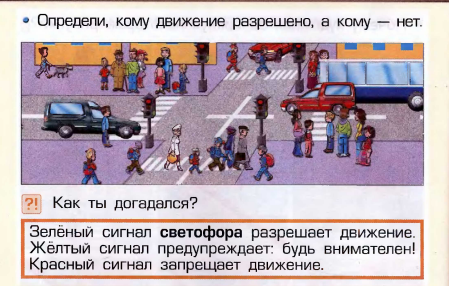 • Определи, кому движение разрешено, а кому — нет.
?! Как ты догадался?
Зелёный сигнал светофора разрешает движение.
Жёлтый сигнал предупреждает: будь внимателен!
Красный сигнал запрещает движение.